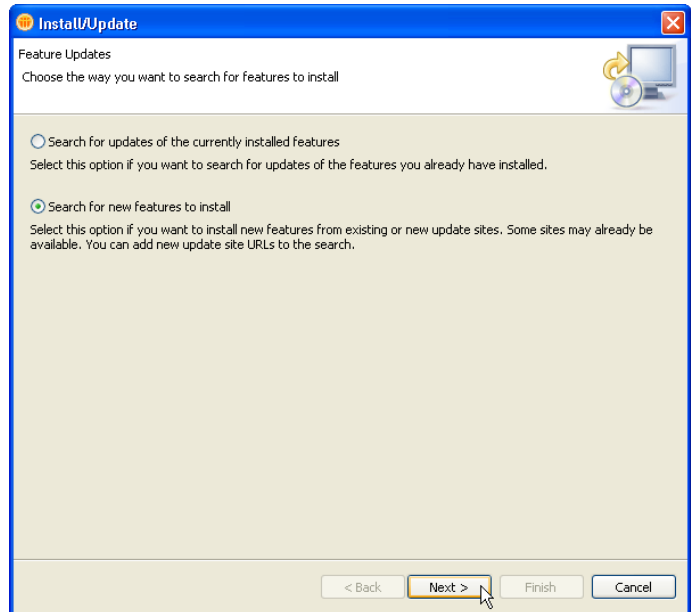 Install/Update
Feature Updates
Choose the way you want to search for features to install
Search for updates of the currently installed features
Select this option if you want to search for updates of the features you already have installed.
Search for new features to install
Select this option if you want to install new features from existing or new update sites. Some sites may already be
available. You can add new update site URLs to the search.
< Back Next > Finish Cancel